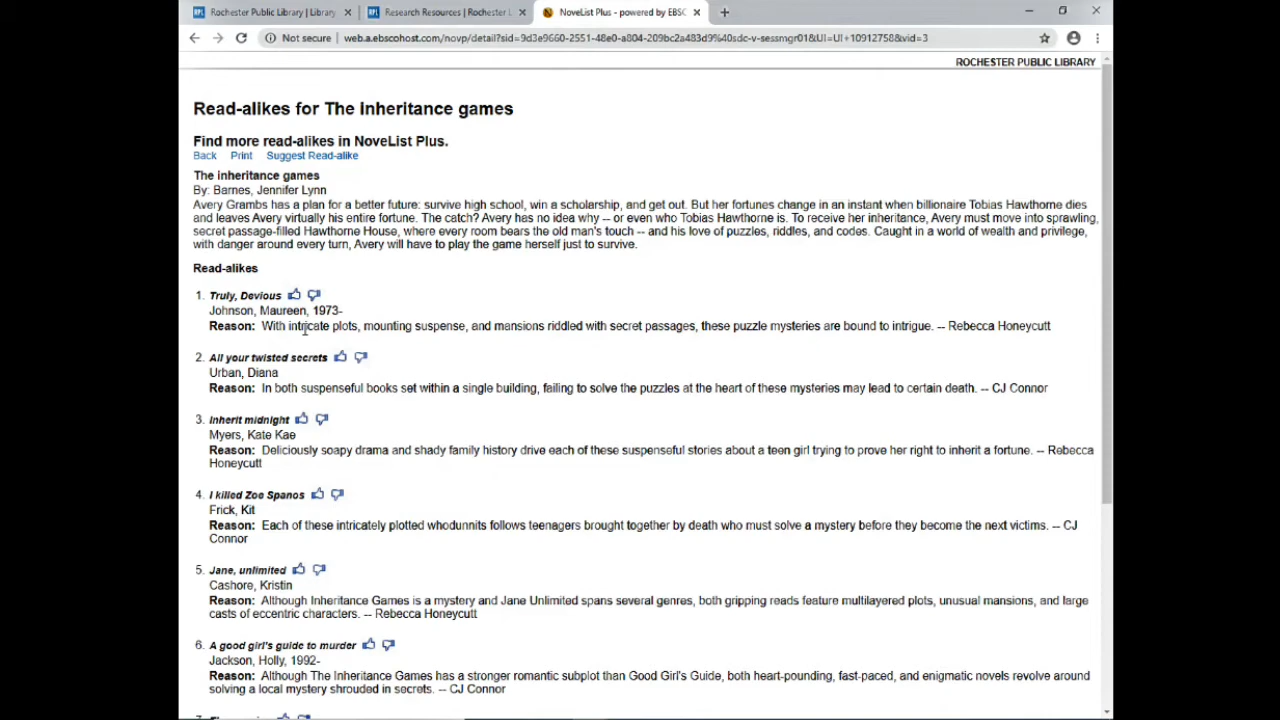 Rochester Public Library | Library
Research Resources | Rochester L
NoveList Plus - powered by EBSC
Not secure | web.a.ebscohost.com/novp/detail?sid=9d3e9660-2551-48e0-a804-209bc2a483d9%40sdc-v-sessmgr01&UI=UI+10912758&vid=3
ROCHESTER PUBLIC LIBRARY
Read-alikes for The Inheritance games
Find more read-alikes in NoveList Plus.
Back Print Suggest Read-alike
The inheritance games
By: Barnes, Jennifer Lynn
Avery Grambs has a plan for a better future: survive high school, win a scholarship, and get out. But her fortunes change in an instant when billionaire Tobias Hawthorne dies
and leaves Avery virtually his entire fortune. The catch? Avery has no idea why -- or even who Tobias Hawthorne is. To receive her inheritance, Avery must move into sprawling,
secret passage-filled Hawthorne House, where every room bears the old man's touch -- and his love of puzzles, riddles, and codes. Caught in a world of wealth and privilege,
with danger around every turn, Avery will have to play the game herself just to survive.
Read-alikes
1. Truly, Devious
Johnson, Maureen, 1973-
Reason: With intricate plots, mounting suspense, and mansions riddled with secret passages, these puzzle mysteries are bound to intrigue. -- Rebecca Honeycutt
2. All your twisted secrets
Urban, Diana
Reason: In both suspenseful books set within a single building, failing to solve the puzzles at the heart of these mysteries may lead to certain death. -- CJ Connor
3. Inherit midnight
Myers, Kate Kae
Reason: Deliciously soapy drama and shady family history drive each of these suspenseful stories about a teen girl trying to prove her right to inherit a fortune. -- Rebecca
Honeycutt
4. I killed Zoe Spanos
Frick, Kit
Reason: Each of these intricately plotted whodunnits follows teenagers brought together by death who must solve a mystery before they become the next victims. -- CJ
Connor
5. Jane, unlimited
Cashore, Kristin
Reason: Although Inheritance Games is a mystery and Jane Unlimited spans several genres, both gripping reads feature multilayered plots, unusual mansions, and large
casts of eccentric characters. -- Rebecca Honeycutt
6. A good girl's guide to murder
Jackson, Holly, 1992-
Reason: Although The Inheritance Games has a stronger romantic subplot than Good Girl's Guide, both heart-pounding, fast-paced, and enigmatic novels revolve around
solving a local mystery shrouded in secrets. -- CJ Connor